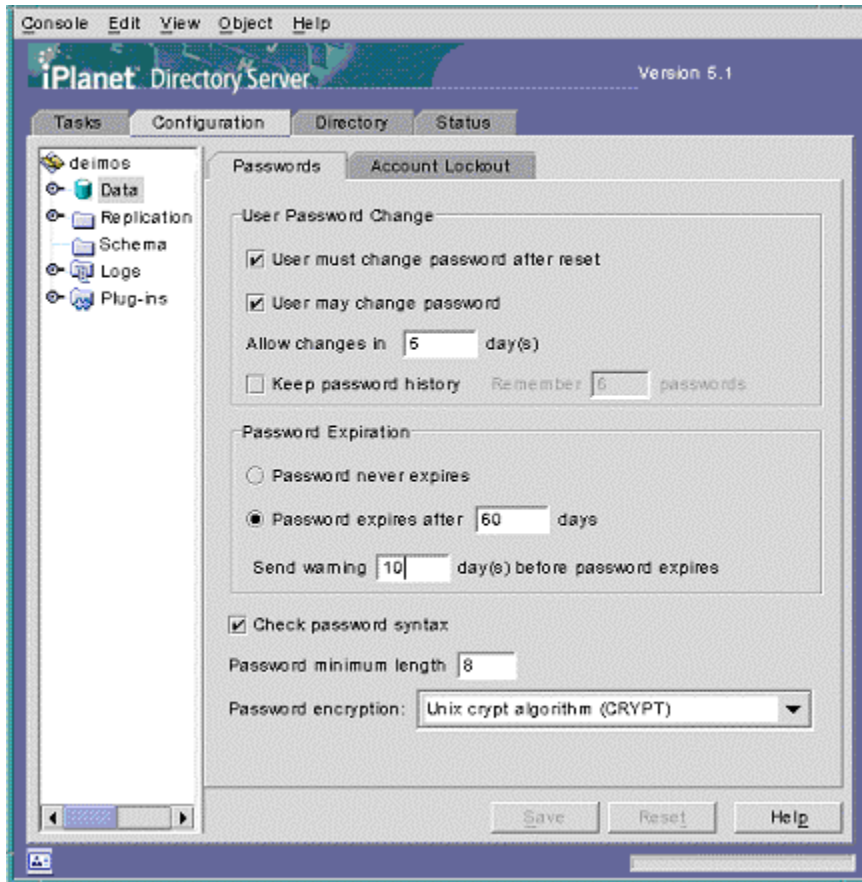 Console Edit View Object Help
iPlanet Directory Server
Version 5.1
Tasks Configuration Directory Status
deimos
Data
Replication
Schema
Logs
Plug-ins
Passwords Account Lockout
User Password Change
User must change password after reset
User may change password
Allow changes in 5 day(s)
Keep password history Remember 6 passwords
Password Expiration
Password never expires
Password expires after 60 days
Send warning 10 day(s) before password expires
Check password syntax
Password minimum length 8
Password encryption: Unix crypt algorithm (CRYPT)
Save Reset Help